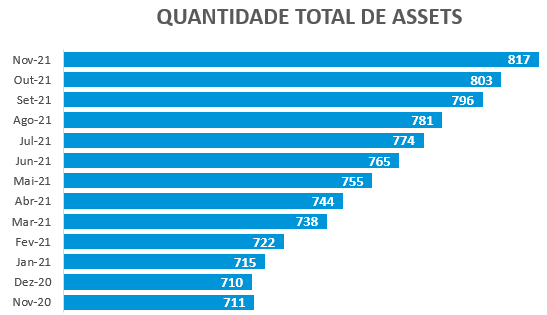 QUANTIDADE TOTAL DE ASSETS
Nov-21 817
Out-21 803
Set-21 796
Ago-21 781
Jul-21 774
Jun-21 765
Mai-21 755
Abr-21 744
Mar-21 738
Fev-21 722
Jan-21 715
Dez-20 710
Nov-20 711